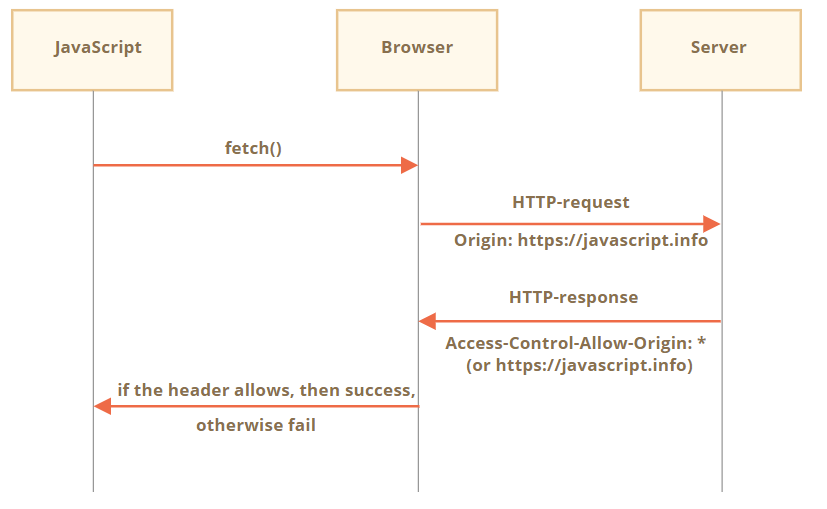 JavaScript
Browser
Server
fetch()
HTTP-request
Origin: https://javascript.info
HTTP-response
Access-Control-Allow-Origin: *
(or https://javascript.info)
if the header allows, then success,
otherwise fail